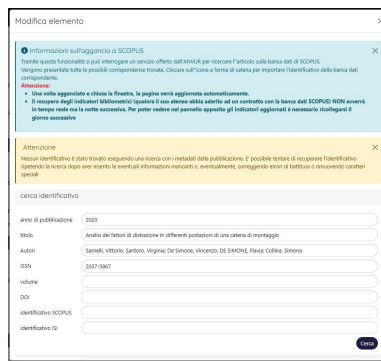 Modifica elemento
Informazioni sull'aggancio a SCOPUS
Tramite questa funzionalità si può interrogare un servizio offerto dall'ANVUR per ricercare l'articolo sulla banca dati di SCOPUS.
Vengono presentate tutte le possibili corrispondenze trovate. Cliccare sull'icona a forma di catena per importare l'identificativo della banca dati
corrispondente.
Attenzione:
• Una volta agganciato e chiusa la finestra, la pagina verrà aggiornata automaticamente.
• Il recupero degli indicatori bibliometrici (qualora il suo ateneo abbia aderito ad un contratto con la banca dati SCOPUS) NON avverrà
in tempo reale ma la notte successiva. Per poter vedere nel pannello apposito gli indicatori aggiornati è necessario ricollegarsi il
giorno successivo
Attenzione
Nessun identificativo è stato trovato eseguendo una ricerca con i metadati della pubblicazione. E' possibile tentare di recuperare l'identificativo
ripetendo la ricerca dopo aver inserito le eventuali informazioni mancanti o, eventualmente, correggendo errori di battitura o rimuovendo caratteri
speciali
cerca identificativo
anno di pubblicazione 2020
titolo Analisi dei fattori di distrazione in differenti postazioni di una catena di montaggio
Autori Sarnelli, Vittorio; Santoro, Virginia; De Simone, Vincenzo; DE SIMONE, Flavia; Collina, Simona
ISSN 2037-5867
volume
DOI
identificativo SCOPUS
identificativo ISI
Cerca